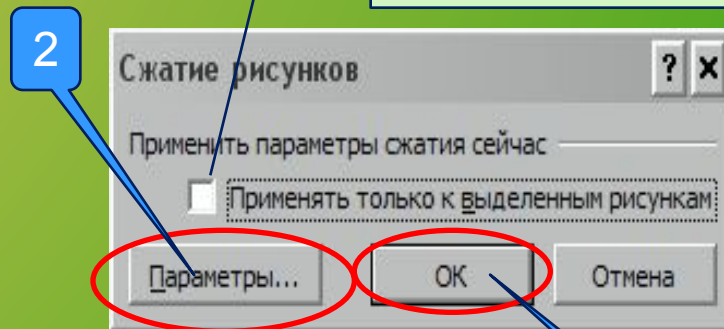 2
Сжатие рисунков
Применить параметры сжатия сейчас
Применять только к выделенным рисункам
Параметры... ОК Отмена